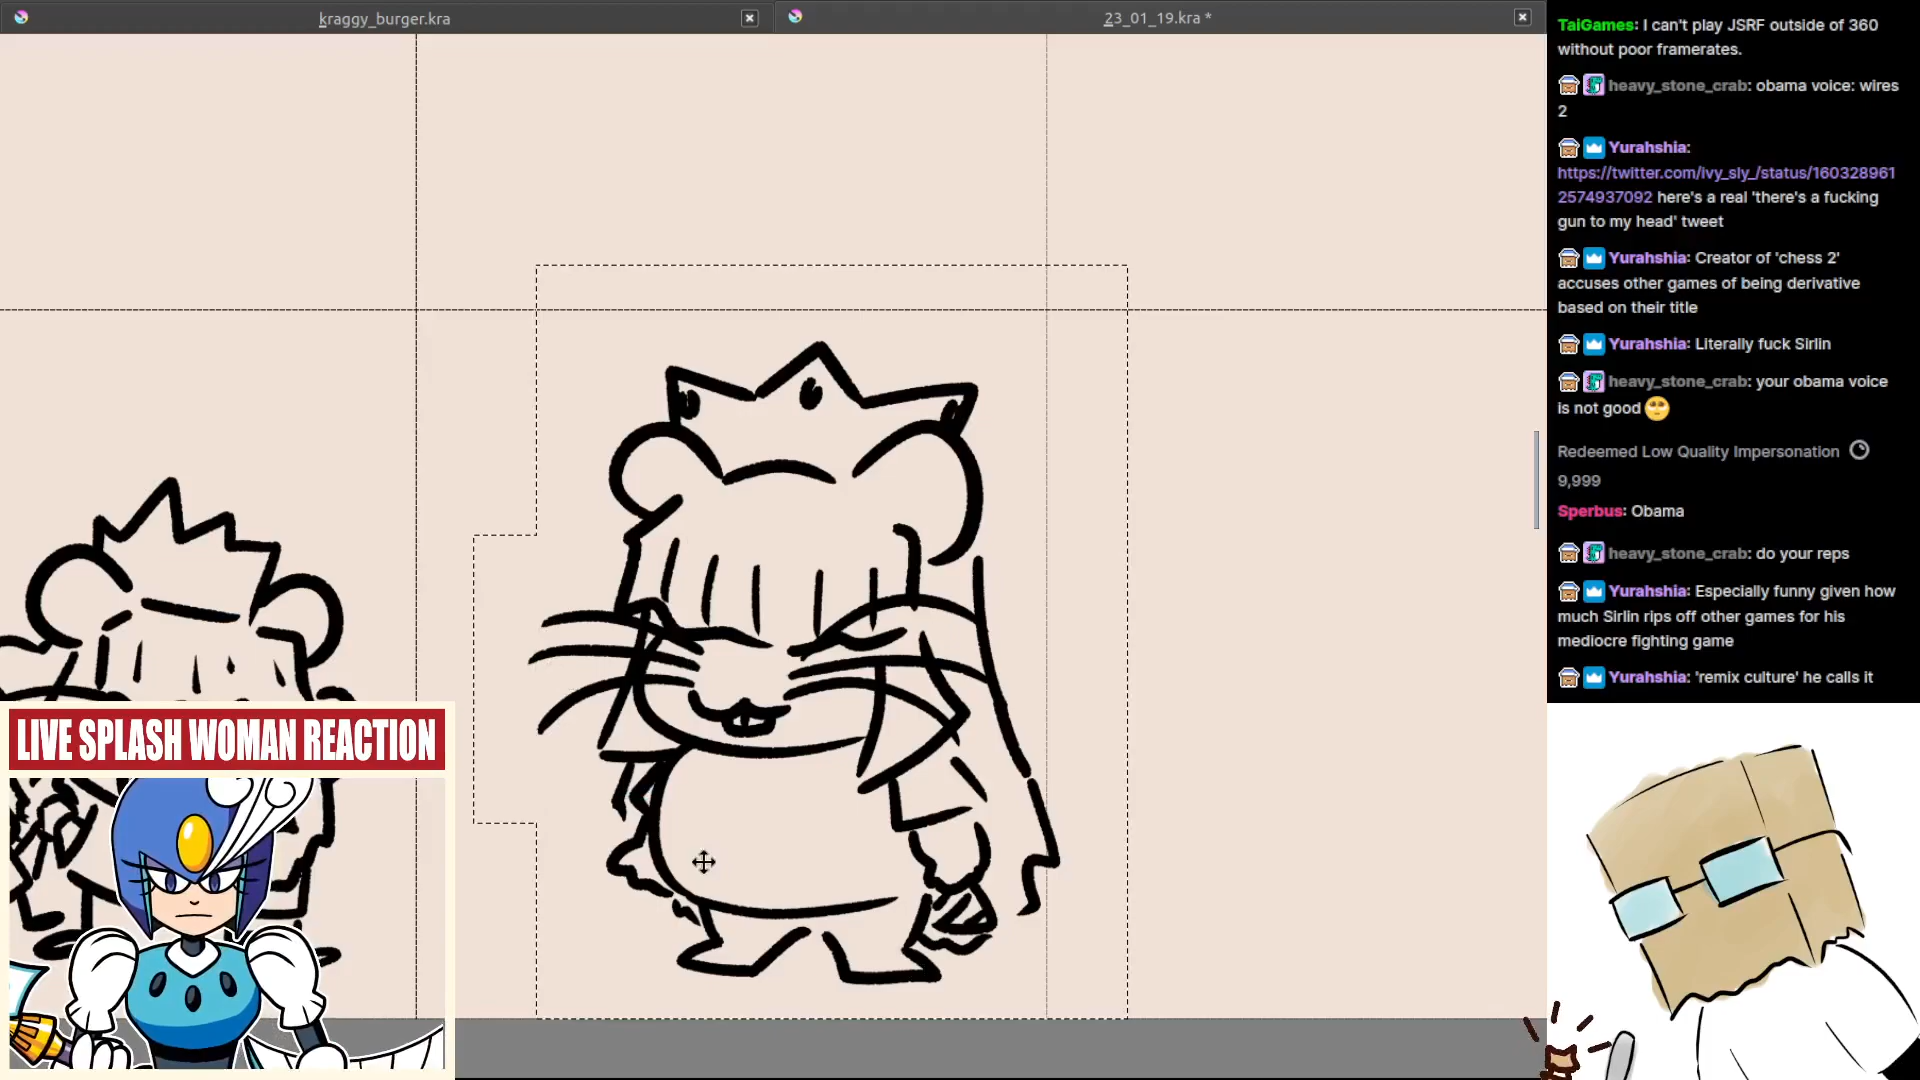 kraggy_burger.kra
23_01_19.kra *
TaiGames: I can't play JSRF outside of 360
without poor framerates.
heavy_stone_crab: obama voice: wires
2
Yurahshia:
https://twitter.com/ivy_sly_/status/160328961
2574937092 here's a real 'there's a fucking
gun to my head' tweet
Yurahshia: Creator of 'chess 2'
accuses other games of being derivative
based on their title
Yurahshia: Literally fuck Sirlin
heavy_stone_crab: your obama voice
is not good
Redeemed Low Quality Impersonation
9,999
Sperbus: Obama
heavy_stone_crab: do your reps
Yurahshia: Especially funny given how
much Sirlin rips off other games for his
mediocre fighting game
Yurahshia: 'remix culture' he calls it
LIVE SPLASH WOMAN REACTION